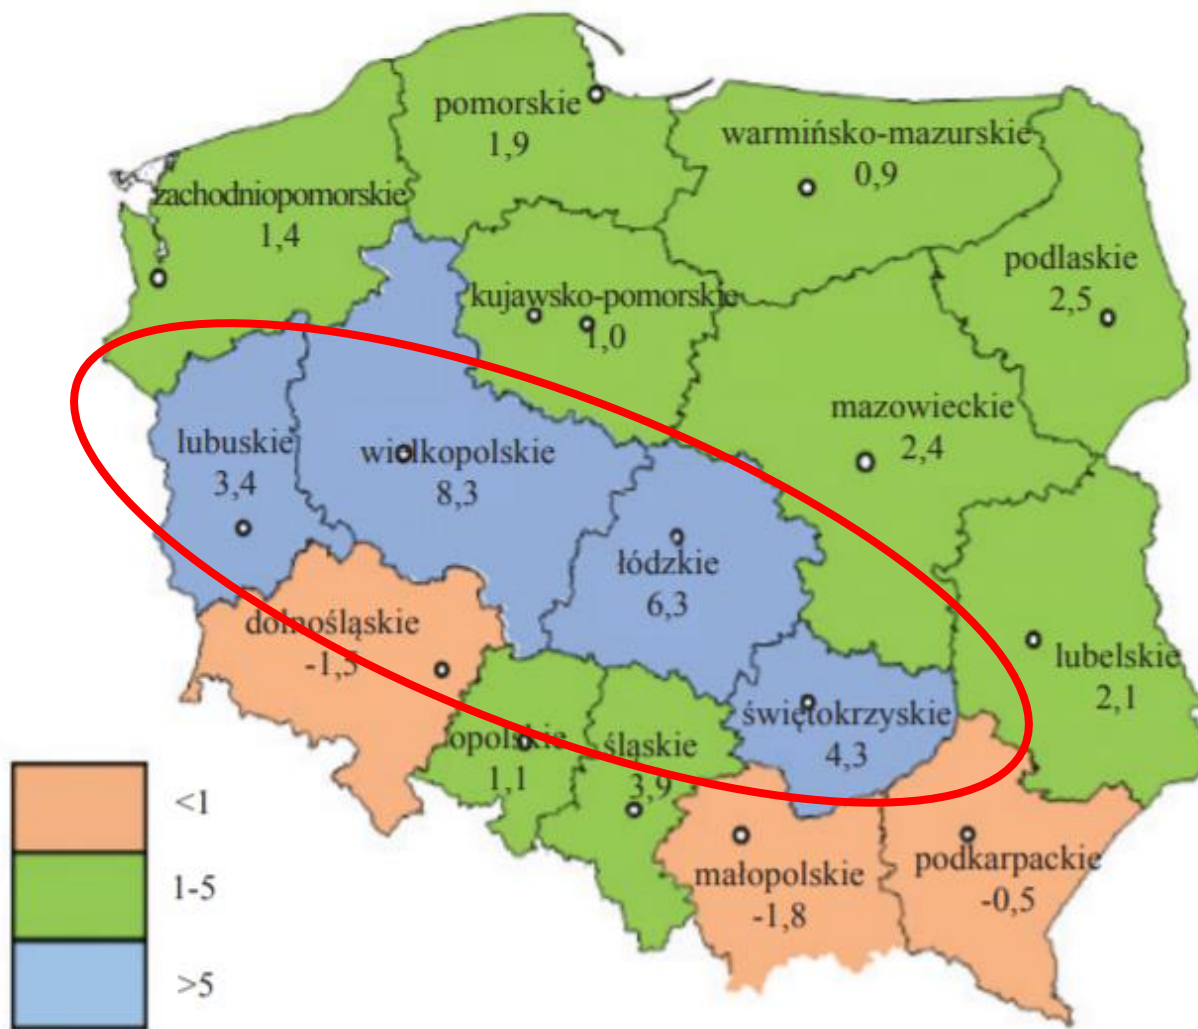 pomorskie
1,9
warmińsko-mazurskie
0,9
zachodniopomorskie
1,4
podlaskie
2,5
kujawsko-pomorskie
1,0
mazowieckie
2,4
lubuskie
3,4
wielkopolskie
8,3
łódzkie
6,3
dolnośląskie
-1,5
lubelskie
2,1
świętokrzyskie
4,3
opolskie
1,1
śląskie
3,9
małopolskie
-1,8
podkarpackie
-0,5
<1
1-5
>5